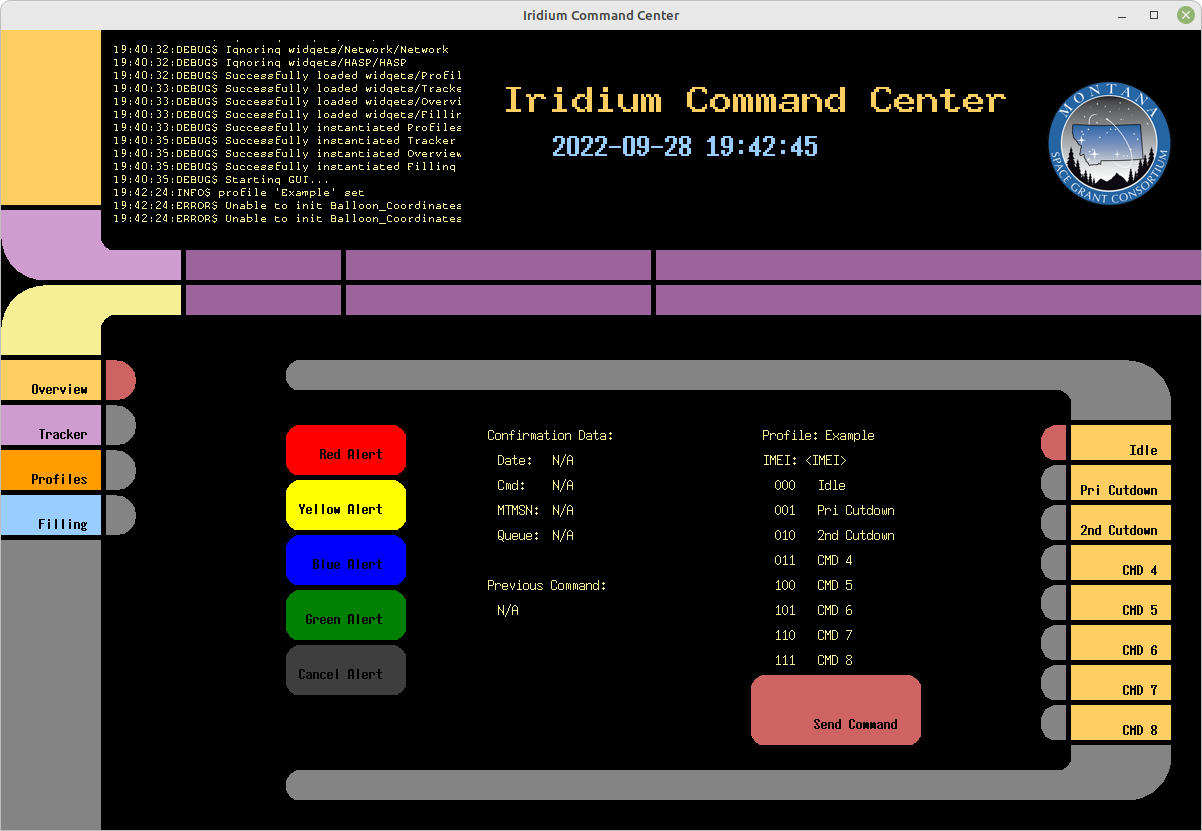 Iridium Command Center
19:40:32:DEBUG$ Ignoring widgets/Network/Network
19:40:32:DEBUG$ Ignoring widgets/HASP/HASP
19:40:32:DEBUG$ Successfully loaded widgets/Profil
19:40:33:DEBUG$ Successfully loaded widgets/Tracke
19:40:33:DEBUG$ Successfully loaded widgets/Overvi
19:40:33:DEBUG$ Successfully loaded widgets/Fillin
19:40:33:DEBUG$ Successfully instantiated Profiles
19:40:35:DEBUG$ Successfully instantiated Tracker
19:40:35:DEBUG$ Successfully instantiated Overview
19:40:35:DEBUG$ Successfully instantiated Filling
19:40:35:DEBUG$ Starting GUI...
19:42:24:INFO$ profile 'Example' set
19:42:24:ERROR$ Unable to init Balloon_Coordinates
19:42:24:ERROR$ Unable to init Balloon_Coordinates
Iridium Command Center
2022-09-28 19:42:45
MONTANA
SPACE GRANT CONSORTIUM
Overview
Tracker
Profiles
Filling
Red Alert
Yellow Alert
Blue Alert
Green Alert
Cancel Alert
Confirmation Data:
Date: N/A
Cmd: N/A
MTMSN: N/A
Queue: N/A
Previous Command:
N/A
Profile: Example
IMEI: <IMEI>
000 Idle
001 Pri Cutdown
010 2nd Cutdown
011 CMD 4
100 CMD 5
101 CMD 6
110 CMD 7
111 CMD 8
Send Command
Idle
Pri Cutdown
2nd Cutdown
CMD 4
CMD 5
CMD 6
CMD 7
CMD 8